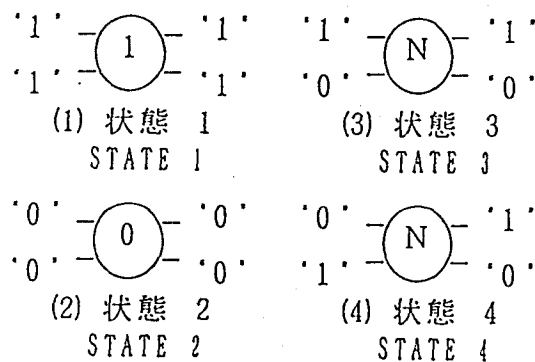 '1' 1 '1' '1' N '1'
'1' '1' '0' '0'
(1) 状態 1 (3) 状態 3
STATE 1 STATE 3
'0' 0 '0' '0' N '1'
'0' '0' '1' '0'
(2) 状態 2 (4) 状態 4
STATE 2 STATE 4